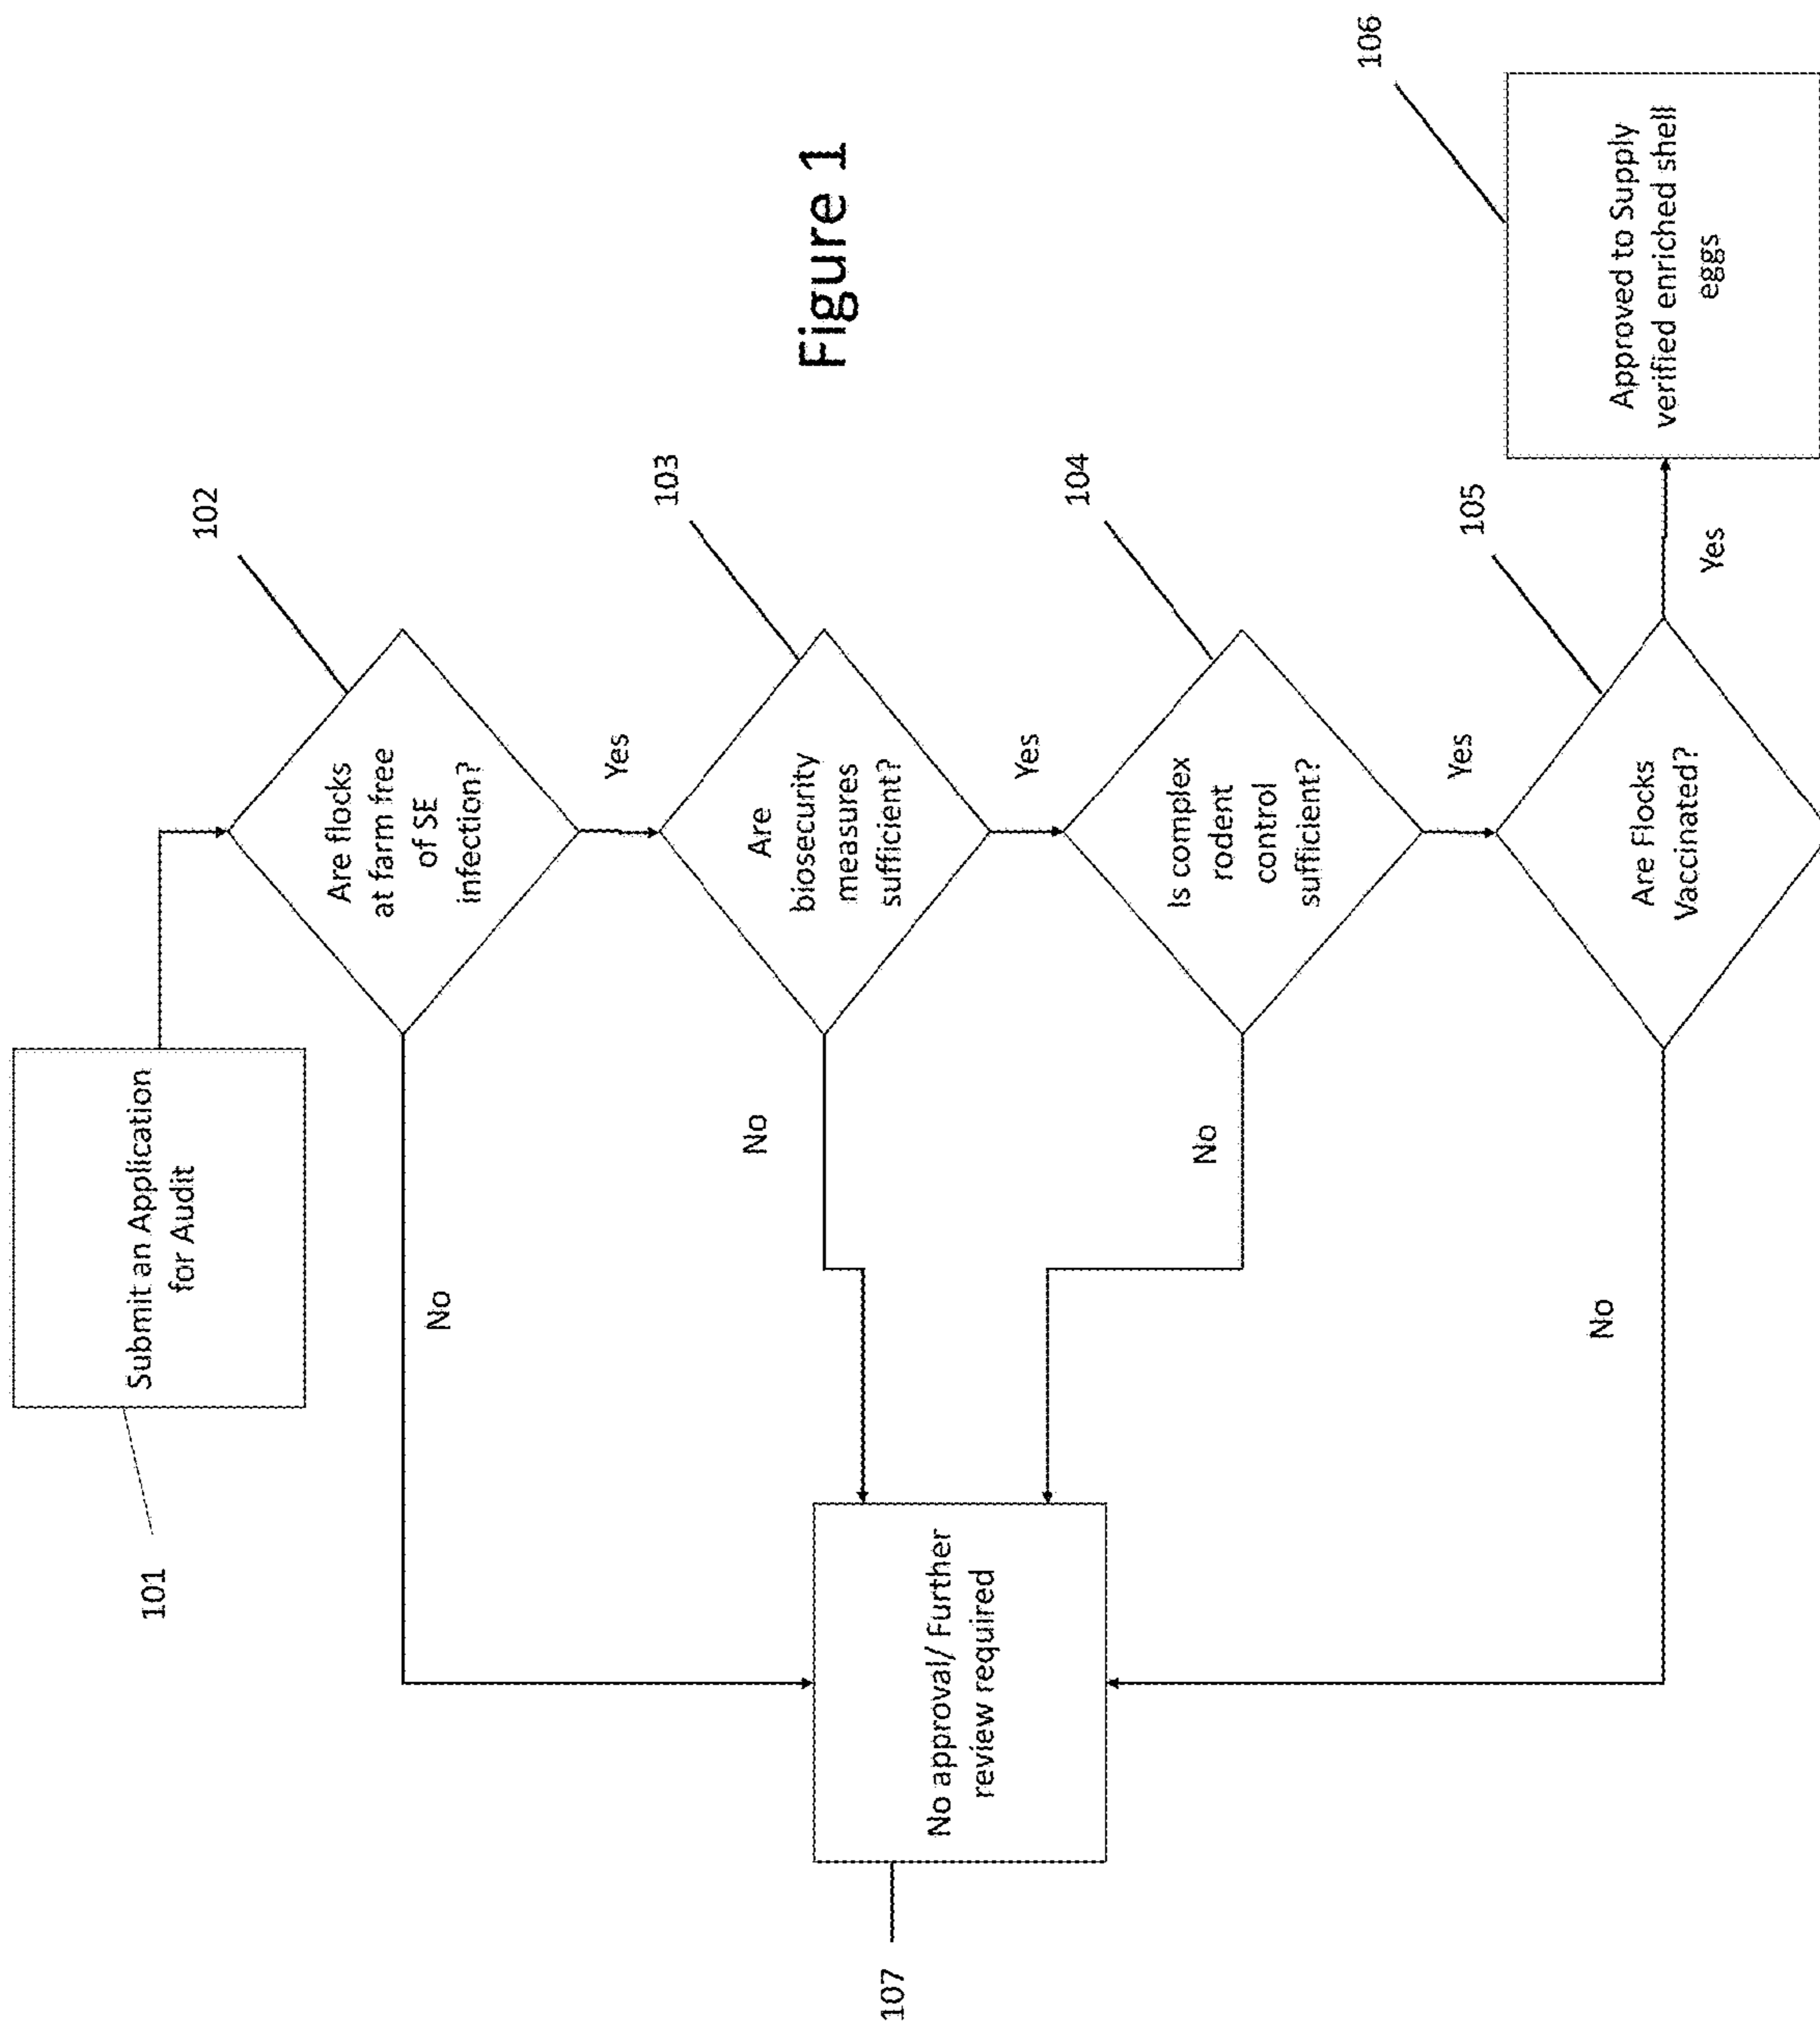 101
Submit an Application
for Audit
102
Are flocks
at farm free
of SE
infection?
No
Yes
103
Are
biosecurity
measures
sufficient?
No
Yes
104
Is complex
rodent
control
sufficient?
No
Yes
105
Are Flocks
Vaccinated?
No
Yes
106
Approved to Supply
verified enriched shell
eggs
107
No approval/ Further
review required
Figure 1